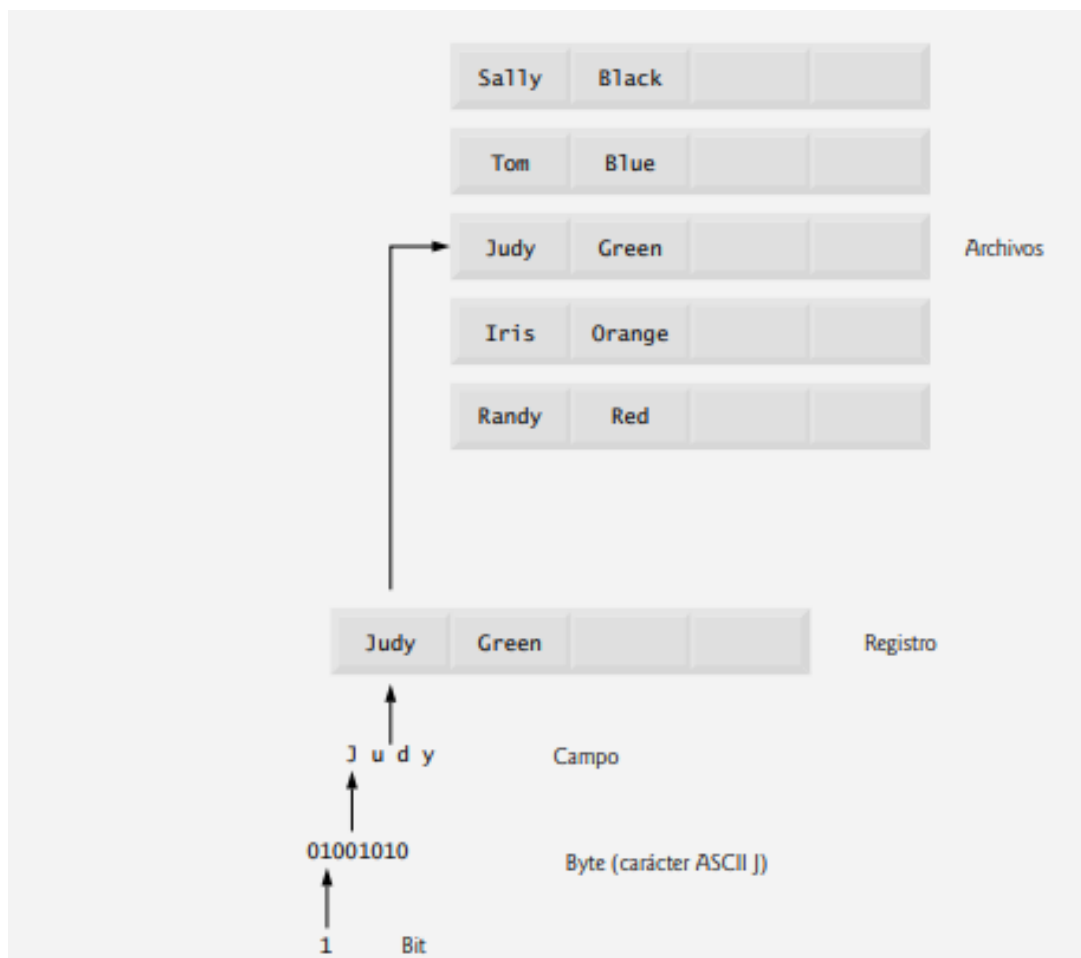 Sally Black
Tom Blue
Judy Green Archivos
Iris Orange
Randy Red
Judy Green Registro
J u d y Campo
01001010 Byte (carácter ASCII J)
1 Bit